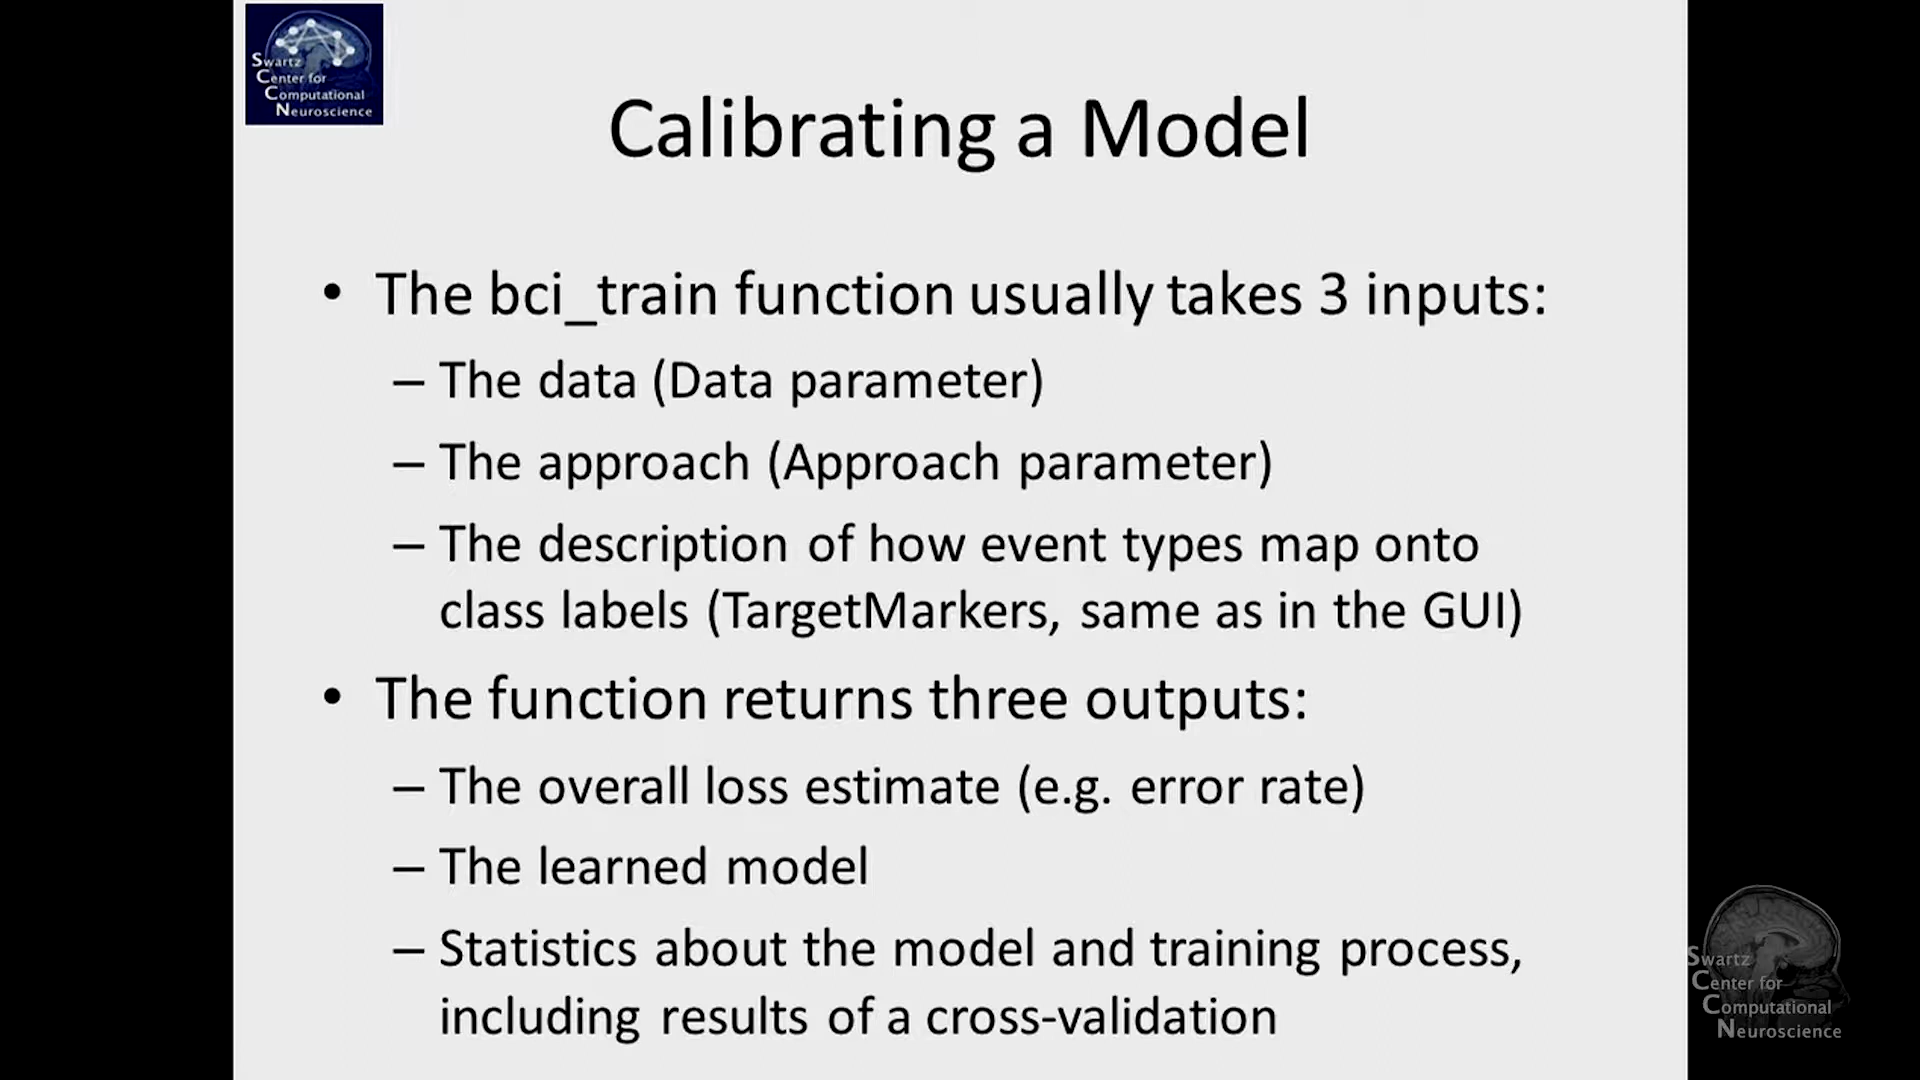 Swartz
Center for
Computational
Neuroscience
Calibrating a Model
• The bci_train function usually takes 3 inputs:
– The data (Data parameter)
– The approach (Approach parameter)
– The description of how event types map onto
class labels (TargetMarkers, same as in the GUI)
• The function returns three outputs:
– The overall loss estimate (e.g. error rate)
– The learned model
– Statistics about the model and training process,
including results of a cross-validation
Swartz
Center for
Computational
Neuroscience